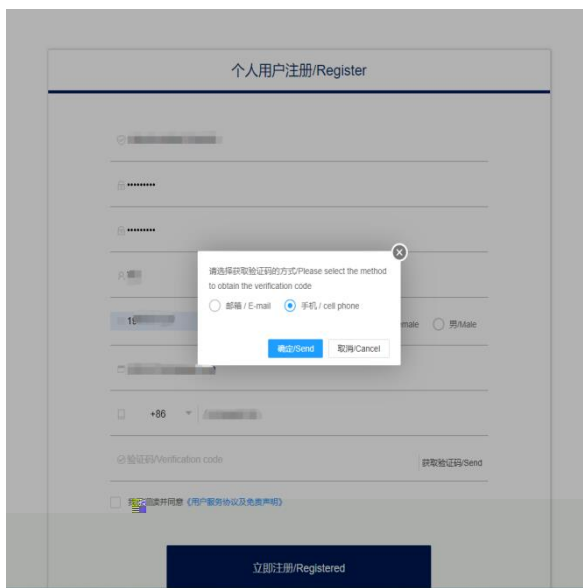 个人用户注册/Register
•••••••••
•••••••••
请选择获取验证码的方式/Please select the method
to obtain the verification code
邮箱 / E-mail 手机 / cell phone
男/Male
确定/Send 取消/Cancel
+86
验证码/Verification code 获取验证码/Send
并同意《用户服务协议及免责声明》
立即注册/Registered